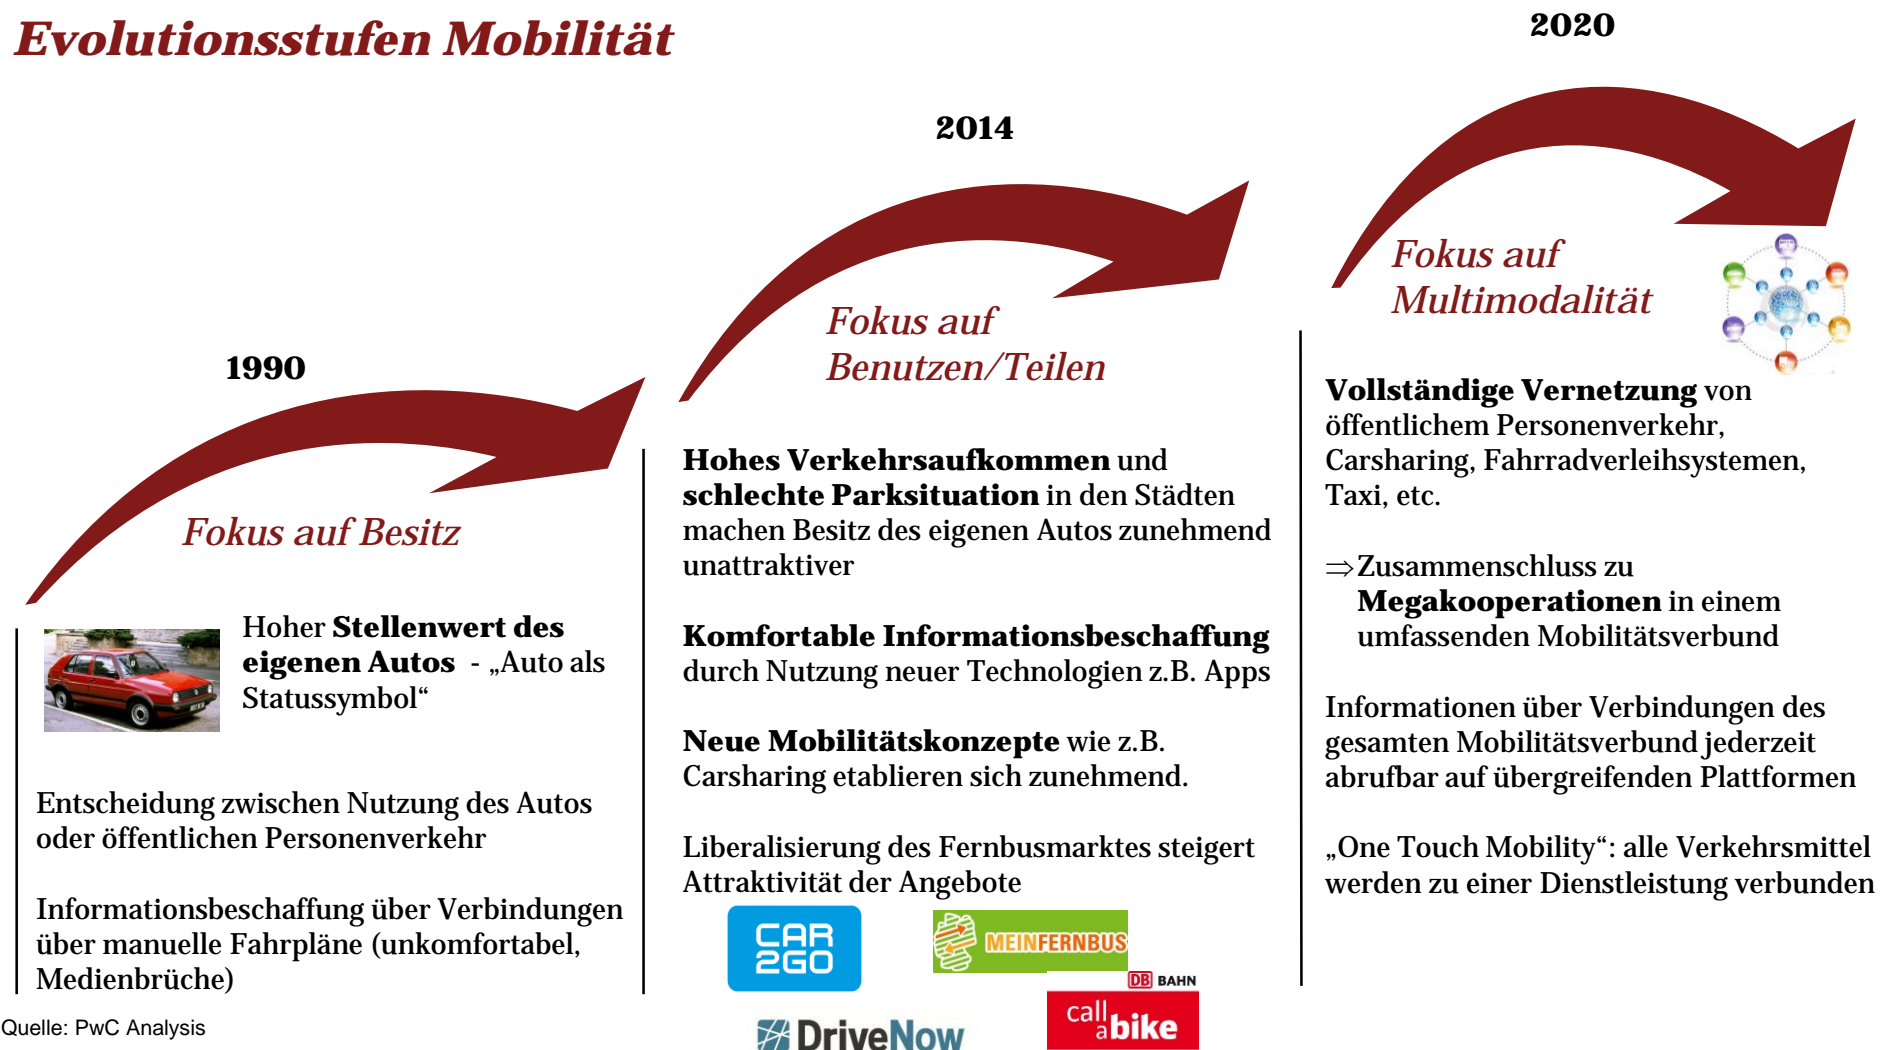 Evolutionsstufen Mobilität
1990
Fokus auf Besitz
Hoher Stellenwert des
eigenen Autos - „Auto als
Statussymbol“
Entscheidung zwischen Nutzung des Autos
oder öffentlichen Personenverkehr
Informationsbeschaffung über Verbindungen
über manuelle Fahrpläne (unkomfortabel,
Medienbrüche)
2014
Fokus auf
Benutzen/Teilen
Hohes Verkehrsaufkommen und
schlechte Parksituation in den Städten
machen Besitz des eigenen Autos zunehmend
unattraktiver
Komfortable Informationsbeschaffung
durch Nutzung neuer Technologien z.B. Apps
Neue Mobilitätskonzepte wie z.B.
Carsharing etablieren sich zunehmend.
Liberalisierung des Fernbusmarktes steigert
Attraktivität der Angebote
CAR
2GO
MEINFERNBUS
DB BAHN
call
a bike
DriveNow
2020
Fokus auf
Multimodalität
Vollständige Vernetzung von
öffentlichem Personenverkehr,
Carsharing, Fahrradverleihsystemen,
Taxi, etc.
⇒ Zusammenschluss zu
Megakooperationen in einem
umfassenden Mobilitätsverbund
Informationen über Verbindungen des
gesamten Mobilitätsverbund jederzeit
abrufbar auf übergreifenden Plattformen
„One Touch Mobility“: alle Verkehrsmittel
werden zu einer Dienstleistung verbunden
Quelle: PwC Analysis